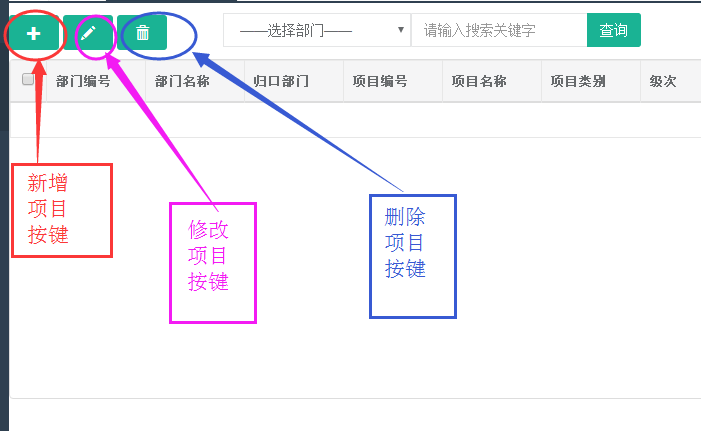 ——选择部门——
请输入搜索关键字
查询
部门编号
部门名称
归口部门
项目编号
项目名称
项目类别
级次
新增
项目
按键
修改
项目
按键
删除
项目
按键